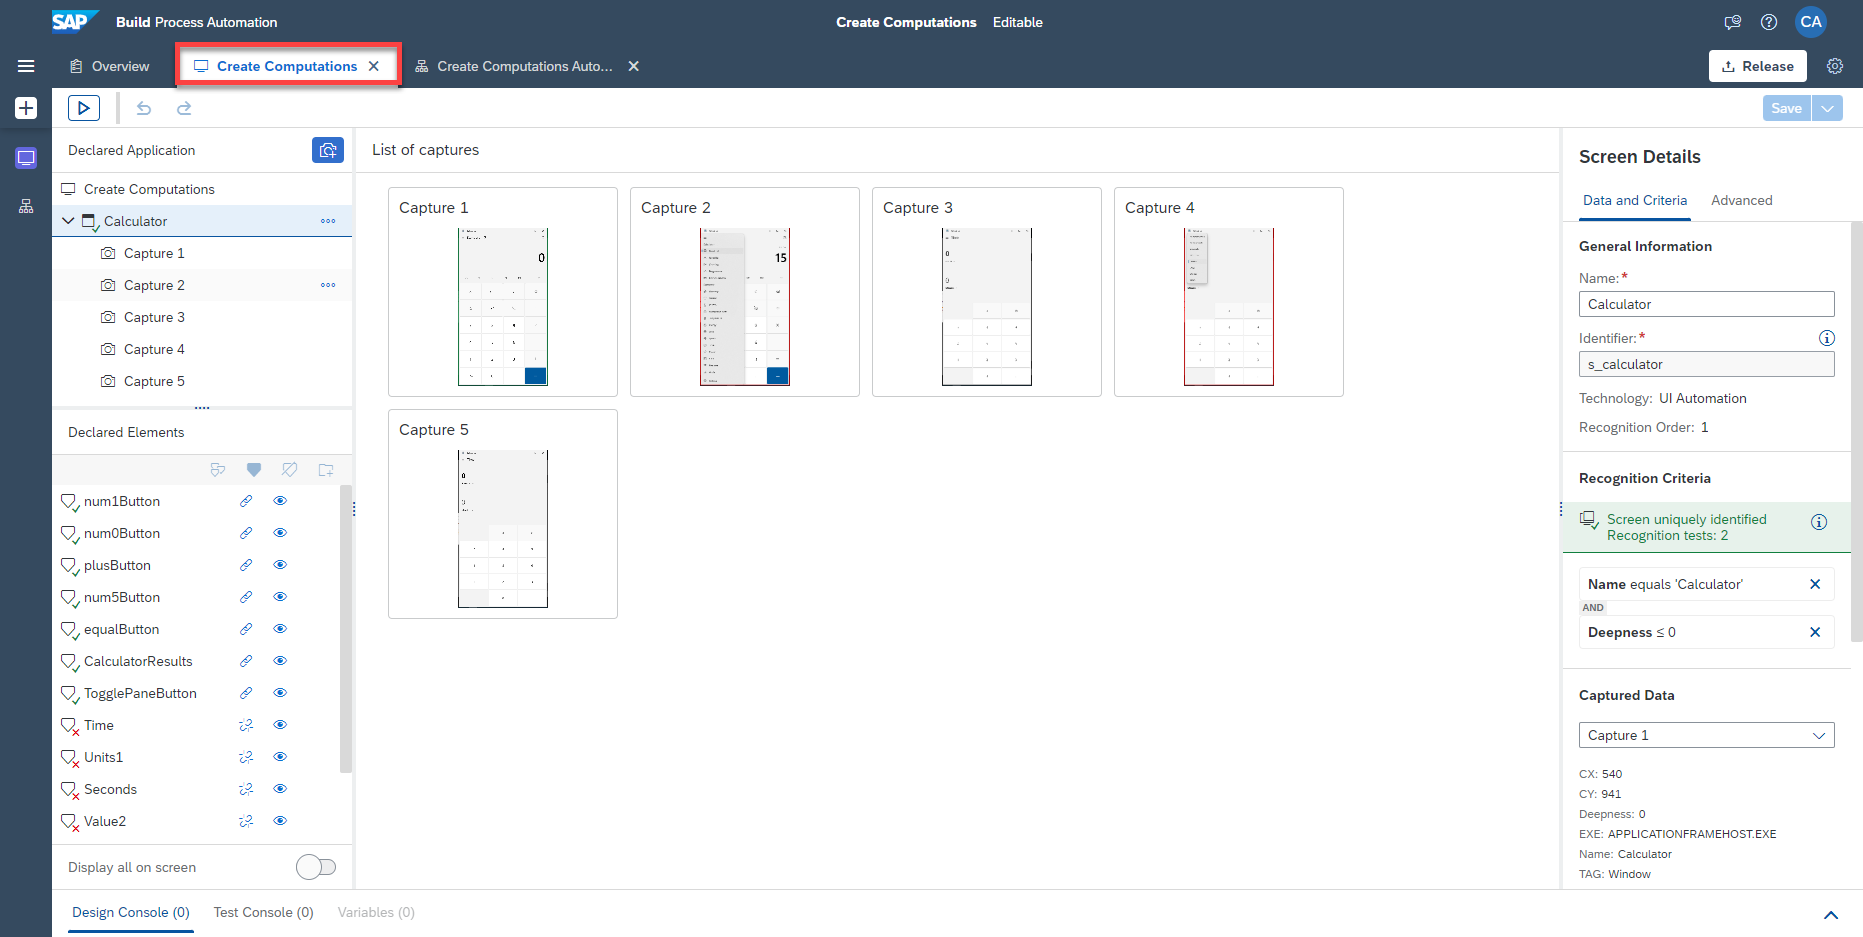 SAP Build Process Automation
Create Computations Editable
CA
Overview
Create Computations
Create Computations Auto...
Release
Save
Declared Application
Create Computations
Calculator
Capture 1
Capture 2
Capture 3
Capture 4
Capture 5
Declared Elements
num1Button
num0Button
plusButton
num5Button
equalButton
CalculatorResults
TogglePaneButton
Time
Units1
Seconds
Value2
Display all on screen
List of captures
Capture 1
0
Capture 2
15
Capture 3
Capture 4
Capture 5
Screen Details
Data and Criteria Advanced
General Information
Name:*
Calculator
Identifier:*
s_calculator
Technology: UI Automation
Recognition Order: 1
Recognition Criteria
Screen uniquely identified
Recognition tests: 2
Name equals 'Calculator'
AND
Deepness ≤ 0
Captured Data
Capture 1
CX: 540
CY: 941
Deepness: 0
EXE: APPLICATIONFRAMEHOST.EXE
Name: Calculator
TAG: Window
Design Console (0) Test Console (0) Variables (0)